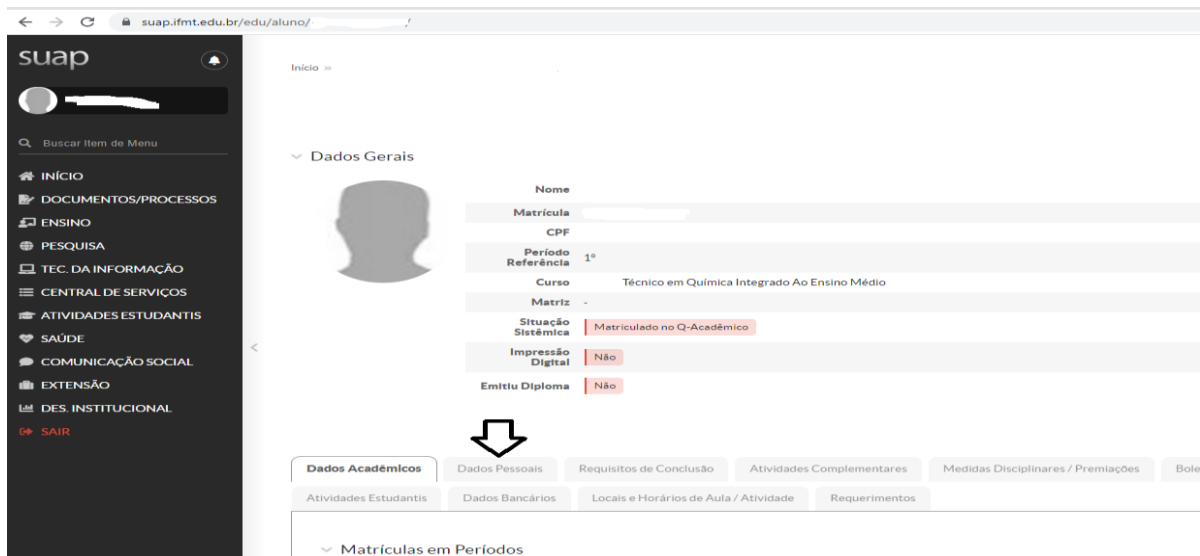 suap.ifmt.edu.br/edu/aluno/ /
suap
Início »
Buscar Item de Menu
INÍCIO
DOCUMENTOS/PROCESSOS
ENSINO
PESQUISA
TEC. DA INFORMAÇÃO
CENTRAL DE SERVIÇOS
ATIVIDADES ESTUDANTIS
SAÚDE
COMUNICAÇÃO SOCIAL
EXTENSÃO
DES. INSTITUCIONAL
SAIR
Dados Gerais
Nome
Matrícula
CPF
Período Referência 1º
Curso Técnico em Química Integrado Ao Ensino Médio
Matriz -
Situação Sistêmica Matriculado no Q-Acadêmico
Impressão Digital Não
Emitiu Diploma Não
Dados Acadêmicos Dados Pessoais Requisitos de Conclusão Atividades Complementares Medidas Disciplinares / Premiações Bole
Atividades Estudantis Dados Bancários Locais e Horários de Aula / Atividade Requerimentos
Matrículas em Períodos